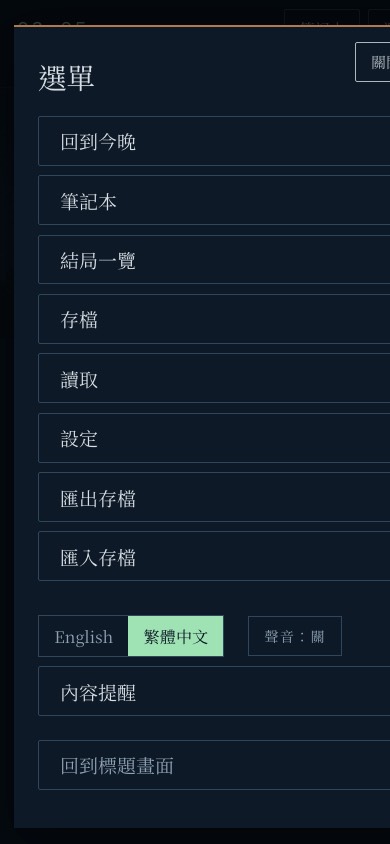 選單
關
回到今晚
筆記本
結局一覽
存檔
讀取
設定
匯出存檔
匯入存檔
English 繁體中文 聲音：關
內容提醒
回到標題畫面